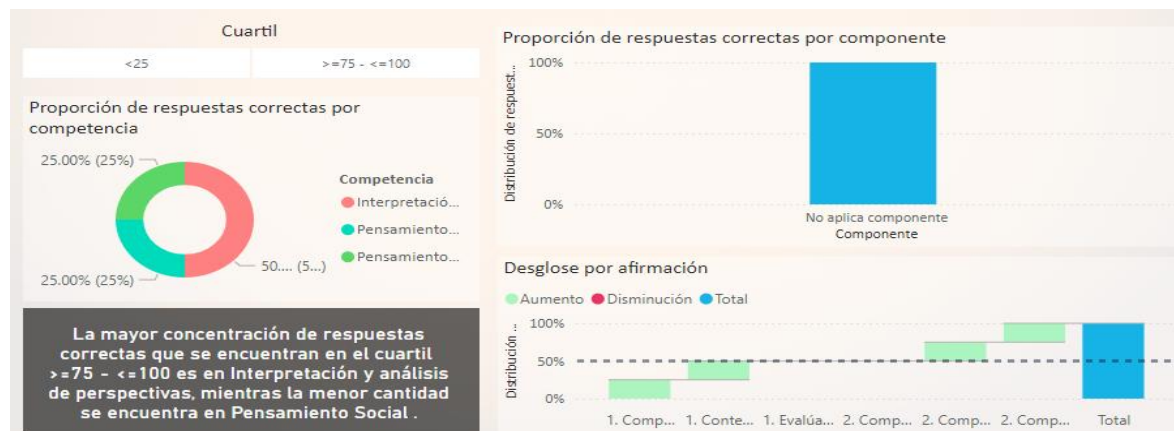 Cuartil
<25
>=75 - <=100
Proporción de respuestas correctas por
competencia
25.00% (25%)
25.00% (25%)
50.... (5...)
Competencia
Interpretació...
Pensamiento...
Pensamiento...
La mayor concentración de respuestas
correctas que se encuentran en el cuartil
>=75 - <=100 es en Interpretación y análisis
de perspectivas, mientras la menor cantidad
se encuentra en Pensamiento Social .
Proporción de respuestas correctas por componente
Distribución de respuest...
100%
50%
0%
No aplica componente
Componente
Desglose por afirmación
Aumento
Disminución
Total
Distribución ...
100%
50%
0%
1. Comp...
1. Conte...
1. Evalúa...
2. Comp...
2. Comp...
2. Comp...
Total